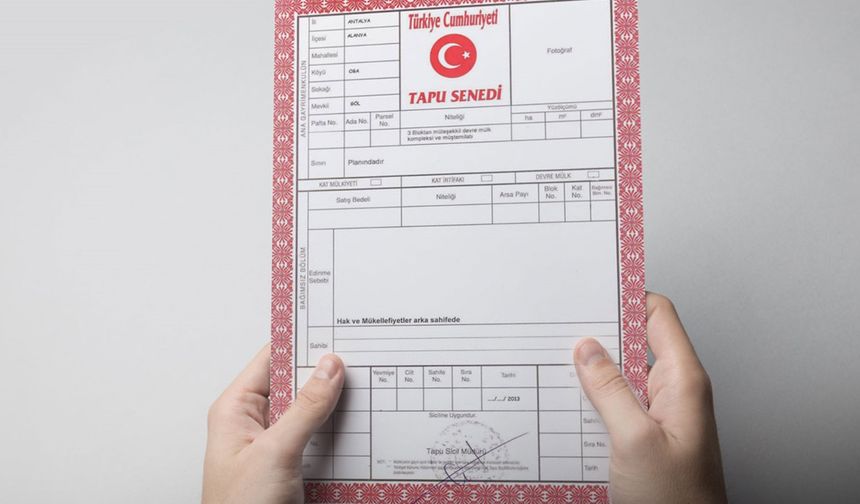 İli ANTALYA
İlçesi ALANYA
Mahallesi
Köyü OBA
Sokağı
Mevkii GÖL
Türkiye Cumhuriyeti
TAPU SENEDİ
Fotoğraf
ANA GAYRİMENKULÜN
Pafta No. Ada No. Parsel No. Niteliği Yüzölçümü
ha m² dm²
3 Bloktan müteşekkil devre mülk
kompleksi ve müştemilatı
Sınırı Planındadır
KAT MÜLKİYETİ KAT İRTİFAKI DEVRE MÜLK
BAĞIMSIZ BÖLÜM
Satış Bedeli Niteliği Arsa Payı Blok No. Kat No. Bağımsız Böl. No.
Edinme
Sebebi
Hak ve Mükellefiyetler arka sahifede
Sahibi
Yevmiye No. Cilt No. Sahife No. Sıra No. Tarihi
.../.../ 2013
Siciline Uygundur.
Sahife
Tapu Sicil Müdürü
Sıra No.
Tarih